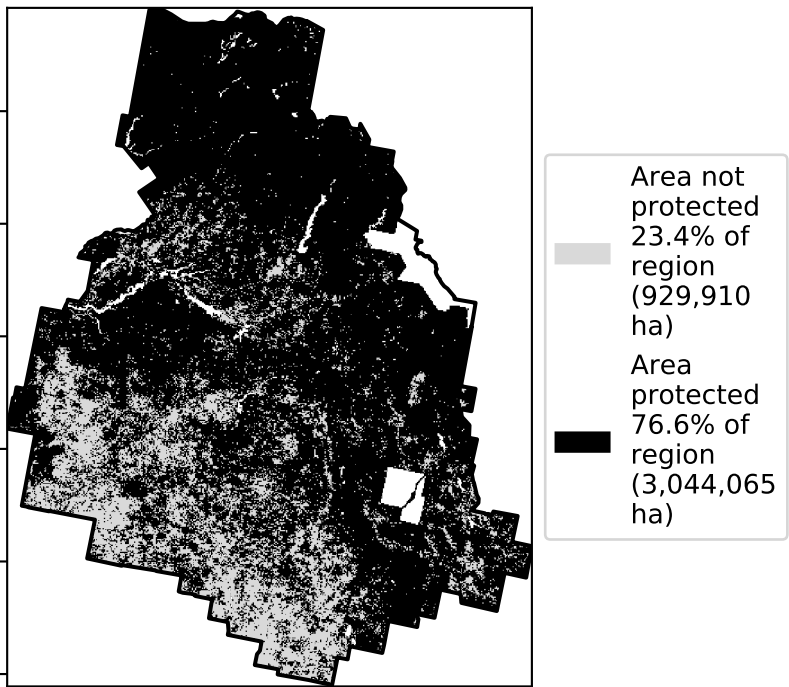 Area not
protected
23.4% of
region
(929,910
ha)
Area
protected
76.6% of
region
(3,044,065
ha)